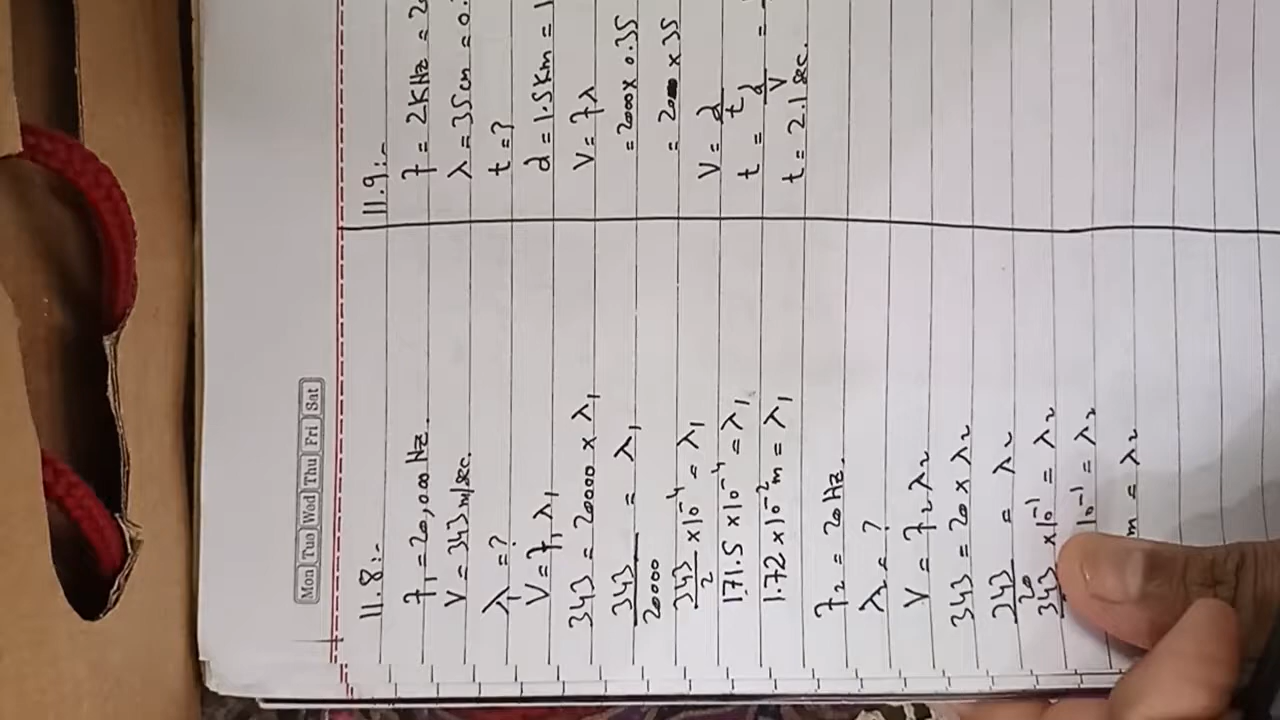 Mon Tue Wed Thu Fri Sat
11.8:-
f₁ = 20,000 Hz.
V = 343 m/sec.
λ₁ = ?
V = f₁ λ₁
343 = 20000 × λ₁
343/20000 = λ₁
343/2 × 10⁻⁴ = λ₁
171.5 × 10⁻⁴ = λ₁
1.72 × 10⁻² m = λ₁
f₂ = 20 Hz.
λ₂ = ?
V = f₂ λ₂
343 = 20 × λ₂
343/20 = λ₂
343 × 10⁻¹ = λ₂
10⁻¹ = λ₂
m = λ₂
11.9:-
f = 2 KHz =
λ = 35 cm =
t = ?
d = 1.5 Km =
V = f λ
= 2000 × 0.35
= × 35
V = d/t
t = d/V =
t = 2.1 sec.